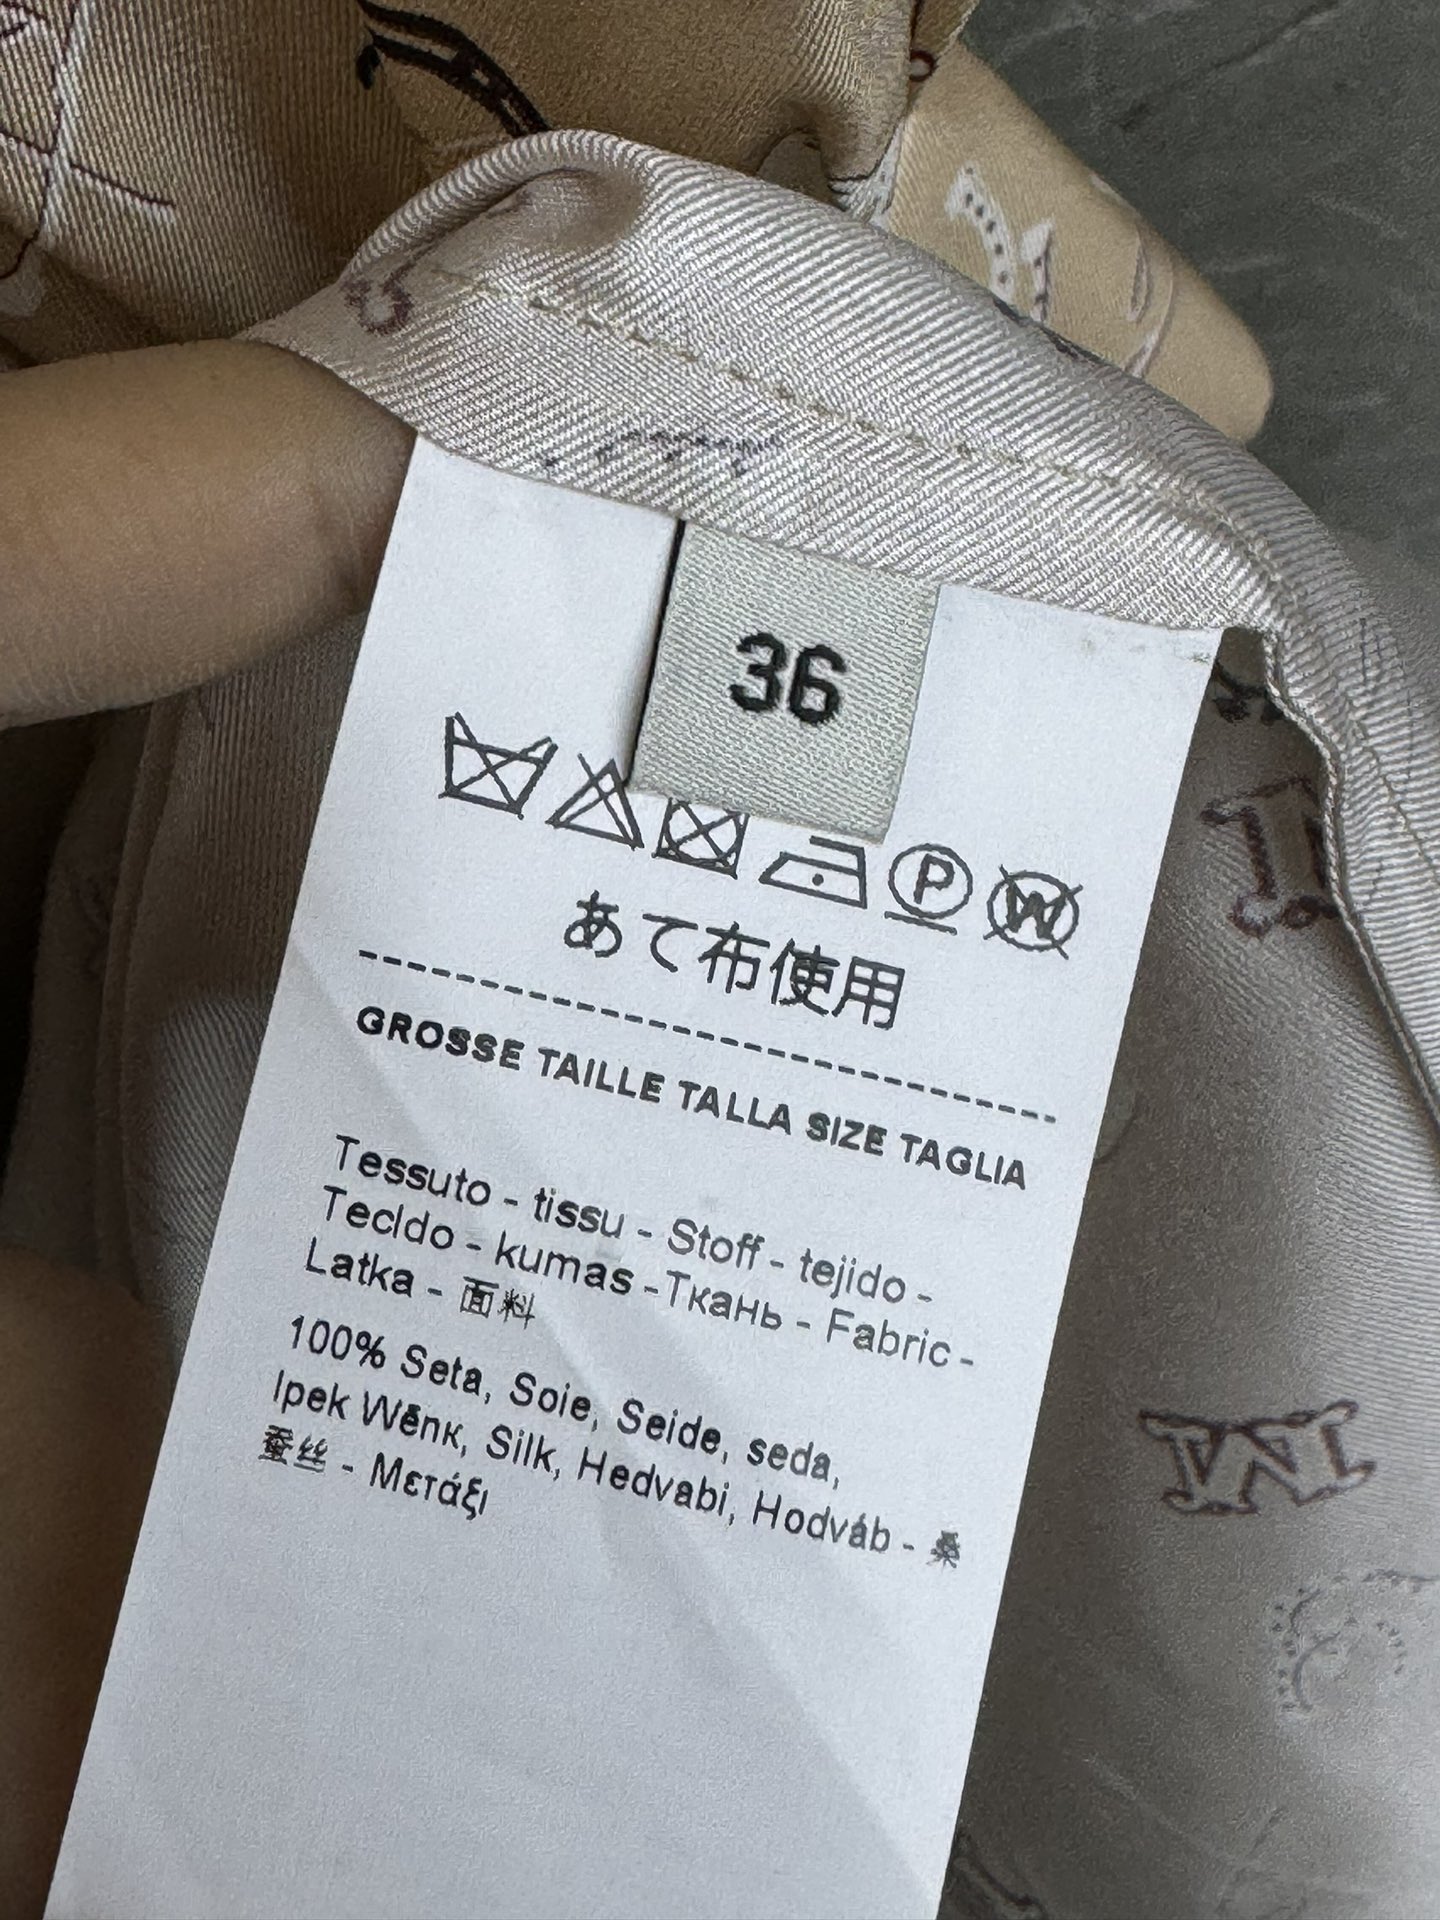 36
P W
あて布使用
GROSSE TAILLE TALLA SIZE TAGLIA
Tessuto - tissu - Stoff - tejido -
Tecldo - kumas -Ткань - Fabric -
Latka - 面料
100% Seta, Soie, Seide, seda,
Ipek Wēnк, Silk, Hedvabi, Hodváb - 桑
蚕丝 - Μετάξι
M